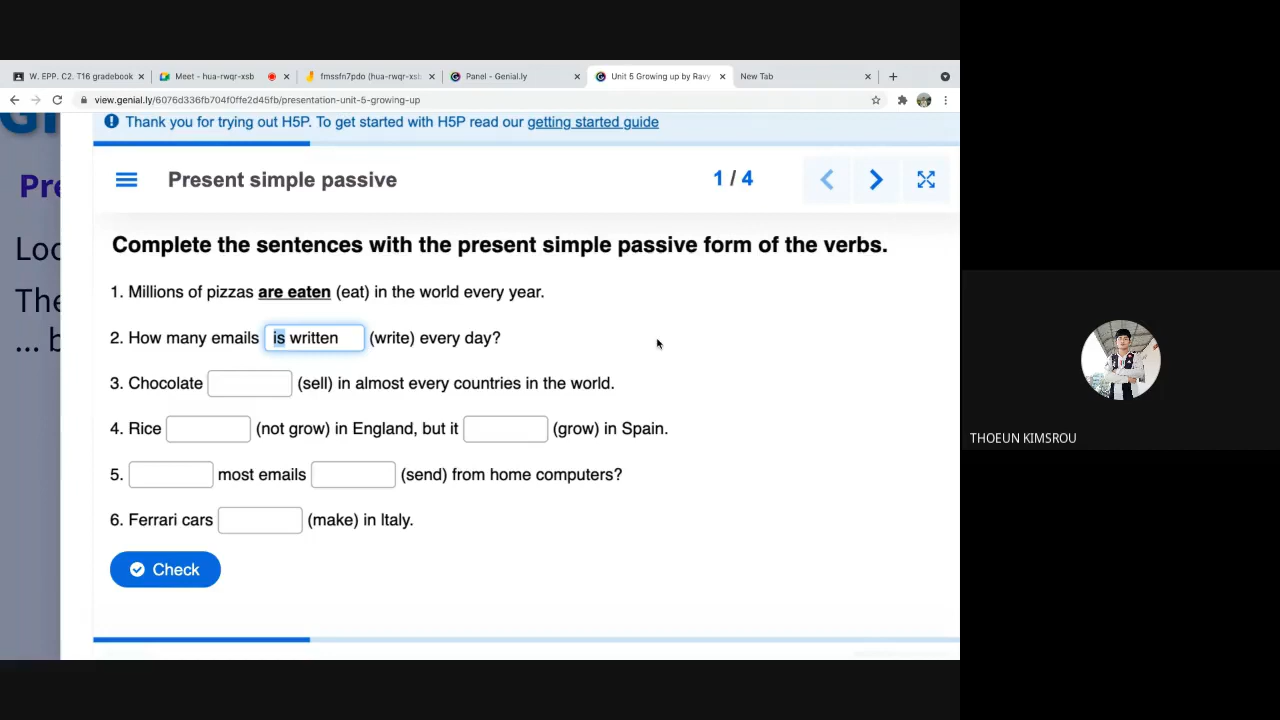 W. EPP. C2. T16 gradebook
Meet - hua-rwqr-xsb
fmssfn7pdo (hua-rwqr-xsb
Panel - Genial.ly
Unit 5 Growing up by Ravy
New Tab
view.genial.ly/6076d336fb704f0ffe2d45fb/presentation-unit-5-growing-up
Thank you for trying out H5P. To get started with H5P read our getting started guide
Pre
Present simple passive
1 / 4
Loo
The
... b
Complete the sentences with the present simple passive form of the verbs.
1. Millions of pizzas are eaten (eat) in the world every year.
2. How many emails is written (write) every day?
3. Chocolate (sell) in almost every countries in the world.
4. Rice (not grow) in England, but it (grow) in Spain.
5. most emails (send) from home computers?
6. Ferrari cars (make) in Italy.
Check
THOEUN KIMSROU